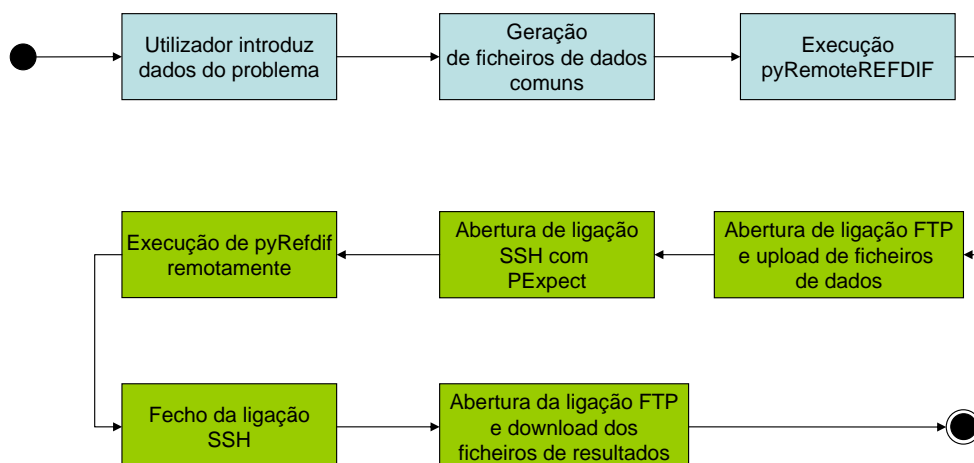 Utilizador introduz
dados do problema
Geração
de ficheiros de dados
comuns
Execução
pyRemoteREFDIF
Execução de pyRefdif
remotamente
Abertura de ligação
SSH com
PExpect
Abertura de ligação FTP
e upload de ficheiros
de dados
Fecho da ligação
SSH
Abertura da ligação FTP
e download dos
ficheiros de resultados